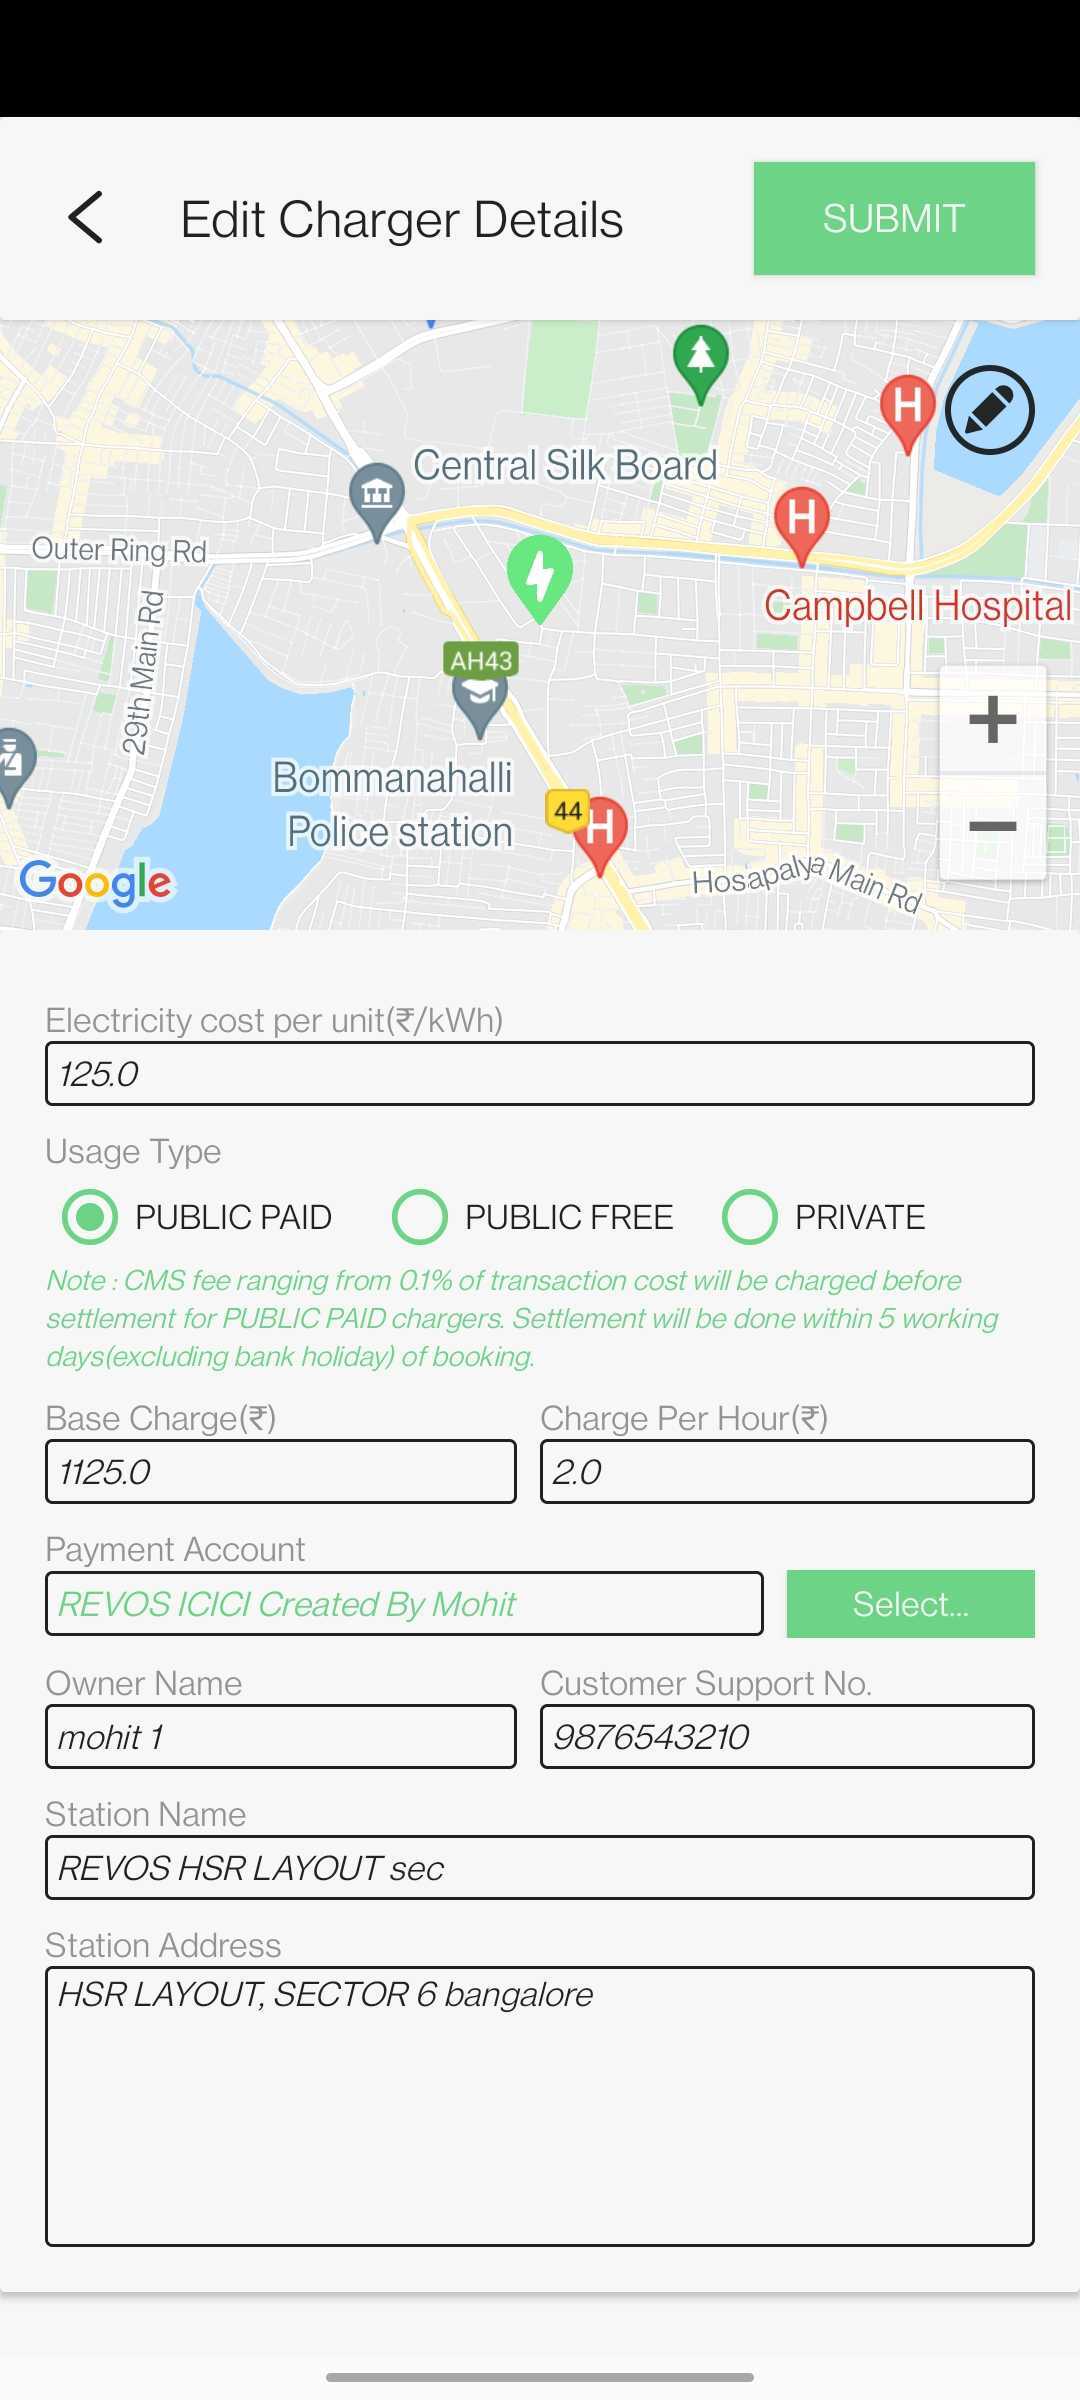 Edit Charger Details
SUBMIT
H
Central Silk Board
H
Outer Ring Rd
Campbell Hospital
29th Main Rd
AH43
Bommanahalli
Police station
44
H
Hosapalya Main Rd
Google
+
−
Electricity cost per unit(₹/kWh)
125.0
Usage Type
PUBLIC PAID PUBLIC FREE PRIVATE
Note : CMS fee ranging from 0.1% of transaction cost will be charged before
settlement for PUBLIC PAID chargers. Settlement will be done within 5 working
days(excluding bank holiday) of booking.
Base Charge(₹) Charge Per Hour(₹)
1125.0 2.0
Payment Account
REVOS ICICI Created By Mohit Select...
Owner Name Customer Support No.
mohit 1 9876543210
Station Name
REVOS HSR LAYOUT sec
Station Address
HSR LAYOUT, SECTOR 6 bangalore